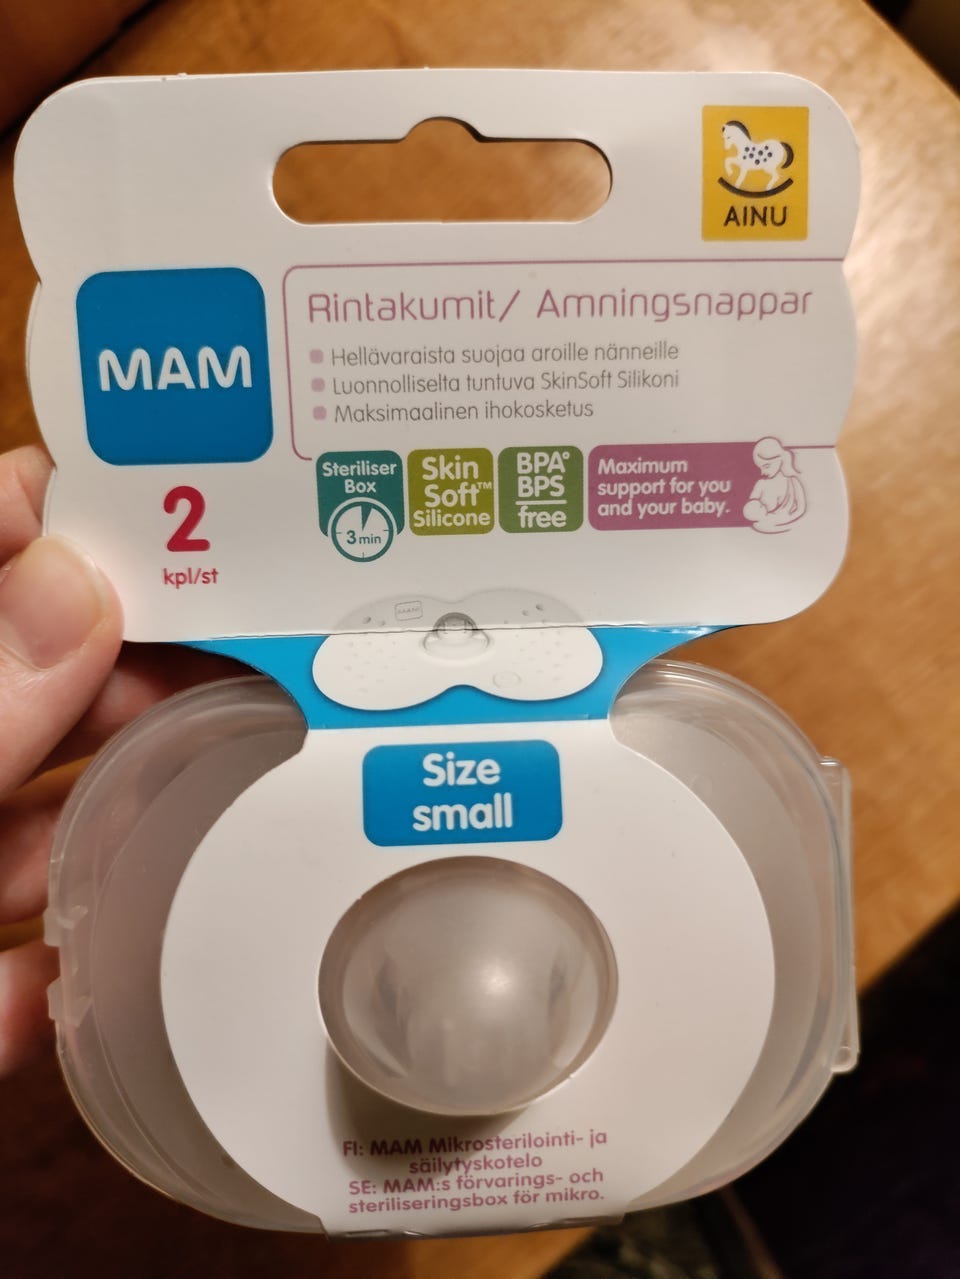 AINU
MAM
Rintakumit/ Amningsnappar
Hellävaraista suojaa aroille nänneille
Luonnolliselta tuntuva SkinSoft Silikoni
Maksimaalinen ihokosketus
2
kpl/st
Steriliser
Box
3 min
Skin
Soft™
Silicone
BPA°
BPS
free
Maximum
support for you
and your baby.
MAM
Size
small
FI: MAM Mikrosterilointi- ja
säilytyskotelo
SE: MAM:s förvarings- och
steriliseringsbox för mikro.